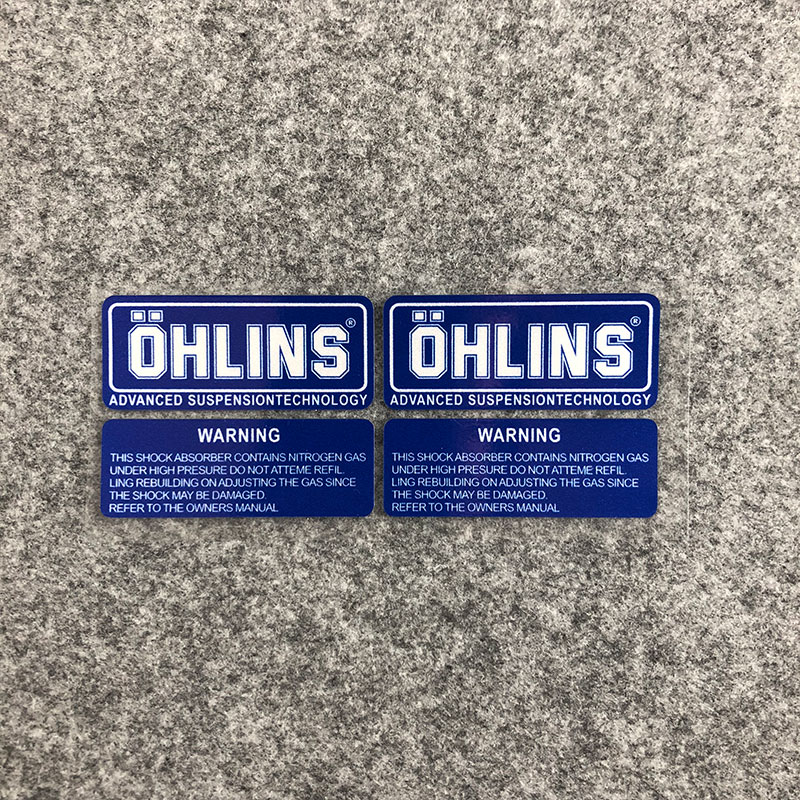 ÖHLINS®
ADVANCED SUSPENSIONTECHNOLOGY
WARNING
THIS SHOCK ABSORBER CONTAINS NITROGEN GAS
UNDER HIGH PRESURE DO NOT ATTEME REFIL.
LING REBUILDING ON ADJUSTING THE GAS SINCE
THE SHOCK MAY BE DAMAGED.
REFER TO THE OWNERS MANUAL
ÖHLINS®
ADVANCED SUSPENSIONTECHNOLOGY
WARNING
THIS SHOCK ABSORBER CONTAINS NITROGEN GAS
UNDER HIGH PRESURE DO NOT ATTEME REFIL.
LING REBUILDING ON ADJUSTING THE GAS SINCE
THE SHOCK MAY BE DAMAGED.
REFER TO THE OWNERS MANUAL